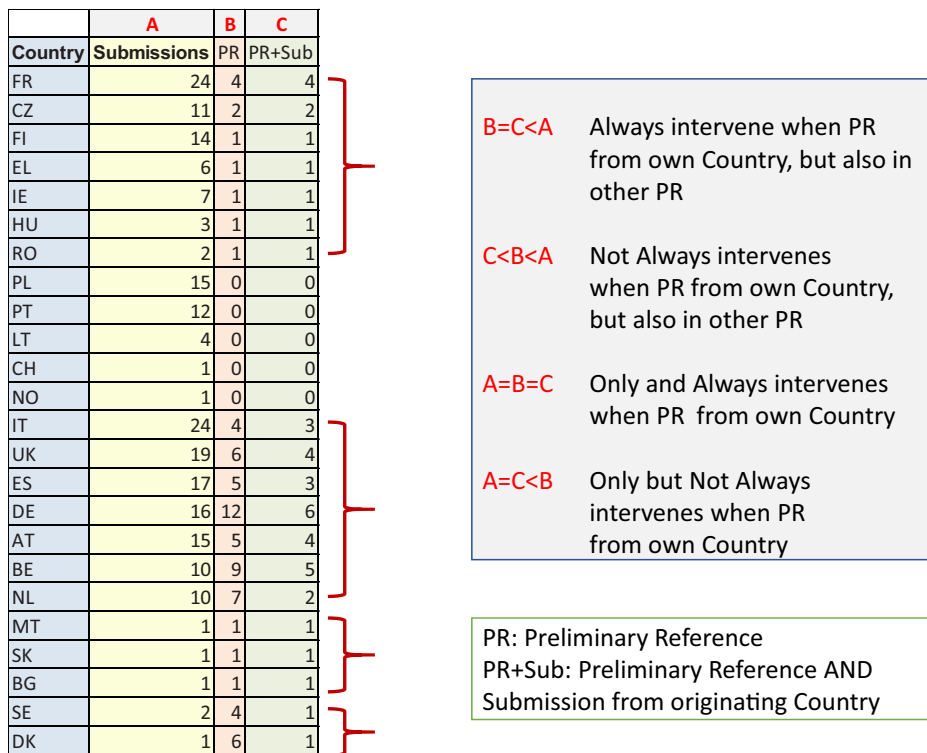 A B C
Country Submissions PR PR+Sub
FR 24 4 4
CZ 11 2 2
FI 14 1 1
EL 6 1 1
IE 7 1 1
HU 3 1 1
RO 2 1 1
PL 15 0 0
PT 12 0 0
LT 4 0 0
CH 1 0 0
NO 1 0 0
IT 24 4 3
UK 19 6 4
ES 17 5 3
DE 16 12 6
AT 15 5 4
BE 10 9 5
NL 10 7 2
MT 1 1 1
SK 1 1 1
BG 1 1 1
SE 2 4 1
DK 1 6 1
B=C<A Always intervene when PR
from own Country, but also in
other PR
C<B<A Not Always intervenes
when PR from own Country,
but also in other PR
A=B=C Only and Always intervenes
when PR from own Country
A=C<B Only but Not Always
intervenes when PR
from own Country
PR: Preliminary Reference
PR+Sub: Preliminary Reference AND
Submission from originating Country